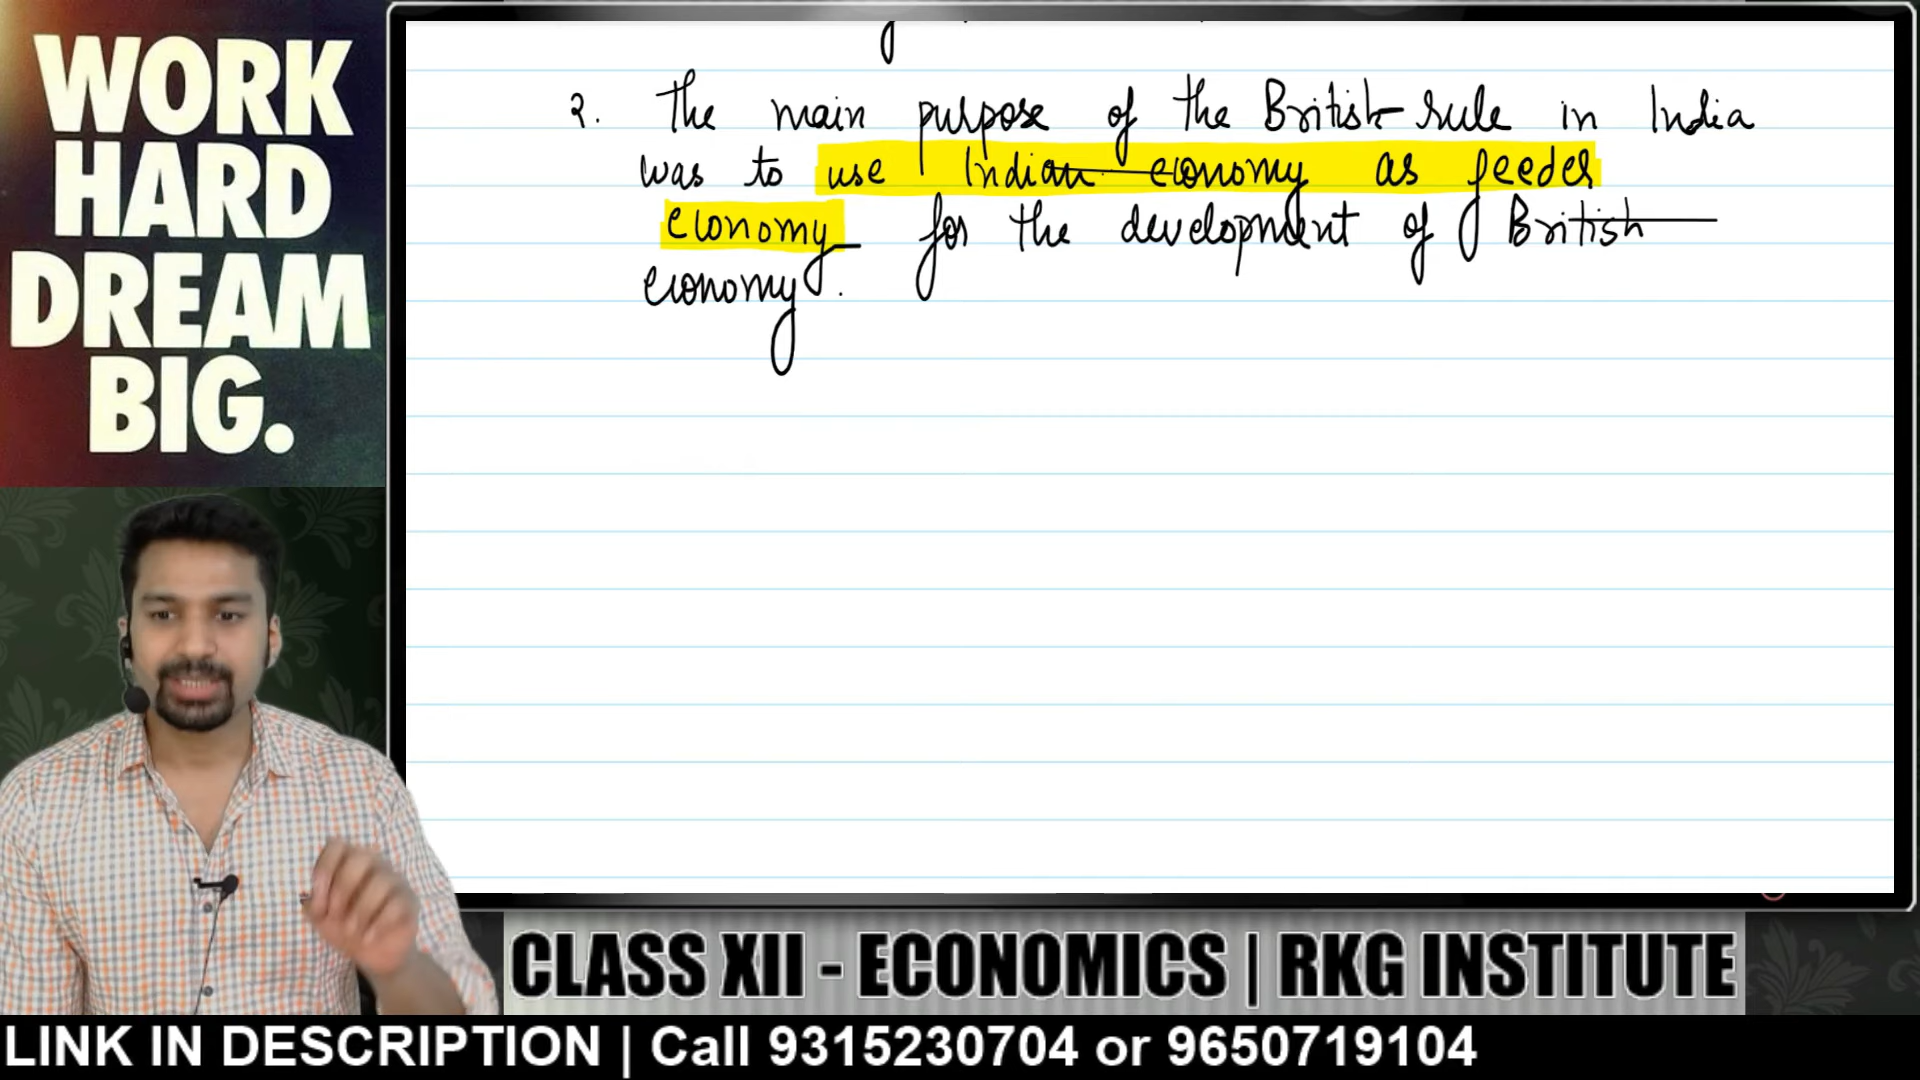 WORK
HARD
DREAM
BIG.
2. The main purpose of the British rule in India
was to use Indian economy as feeder
economy for the development of British
economy.
CLASS XII - ECONOMICS | RKG INSTITUTE
LINK IN DESCRIPTION | Call 9315230704 or 9650719104